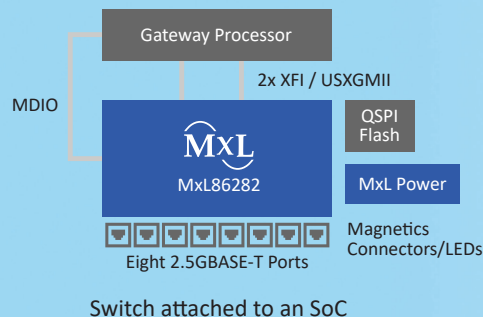 Gateway Processor
2x XFI / USXGMII
MDIO
MXL
MxL86282
QSPI
Flash
MxL Power
Magnetics
Connectors/LEDs
Eight 2.5GBASE-T Ports
Switch attached to an SoC